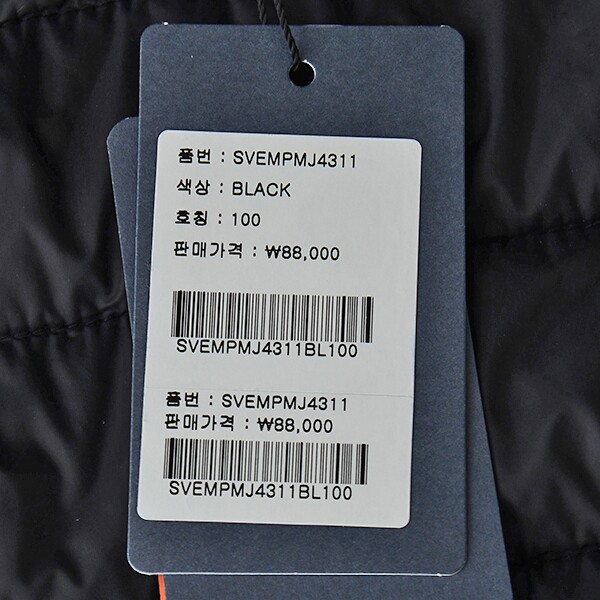 품번 : SVEMPMJ4311
색상 : BLACK
호칭 : 100
판매가격 : ₩88,000
SVEMPMJ4311BL100
품번 : SVEMPMJ4311
판매가격 : ₩88,000
SVEMPMJ4311BL100